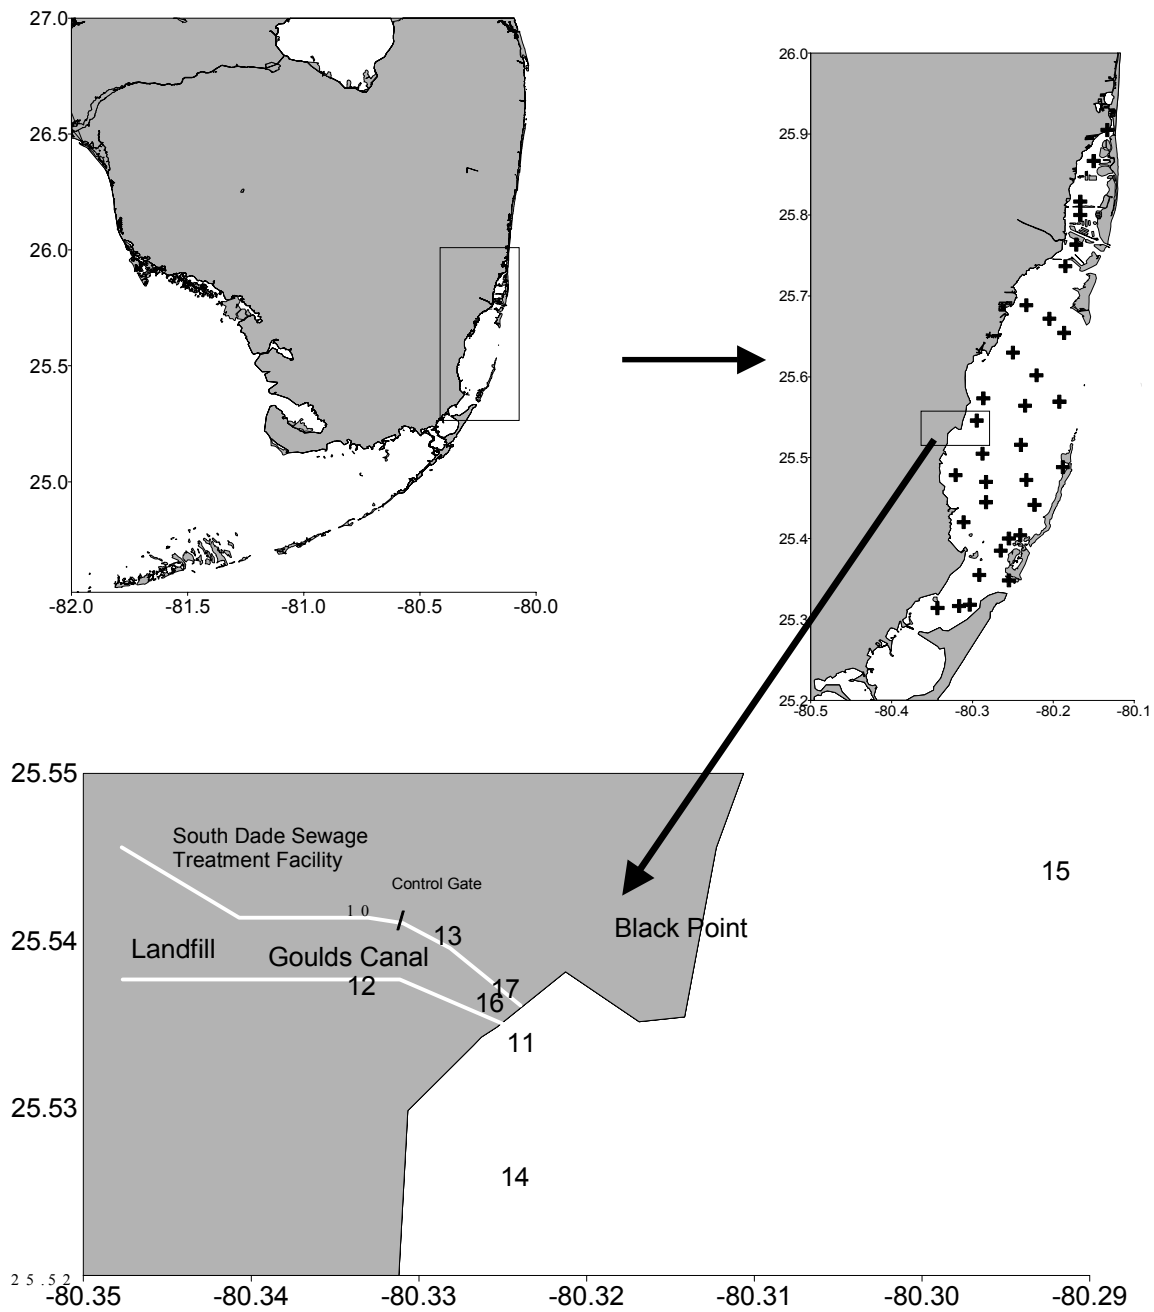 27.0
26.5
26.0
25.5
25.0
-82.0 -81.5 -81.0 -80.5 -80.0
26.0
25.9
25.8
25.7
25.6
25.5
25.4
25.3
25.2
-80.5 -80.4 -80.3 -80.2 -80.1
25.55
25.54
25.53
25.52
South Dade Sewage
Treatment Facility
Control Gate
10
13
Landfill
Goulds Canal
12
17
16
11
14
15
Black Point
-80.35 -80.34 -80.33 -80.32 -80.31 -80.30 -80.29